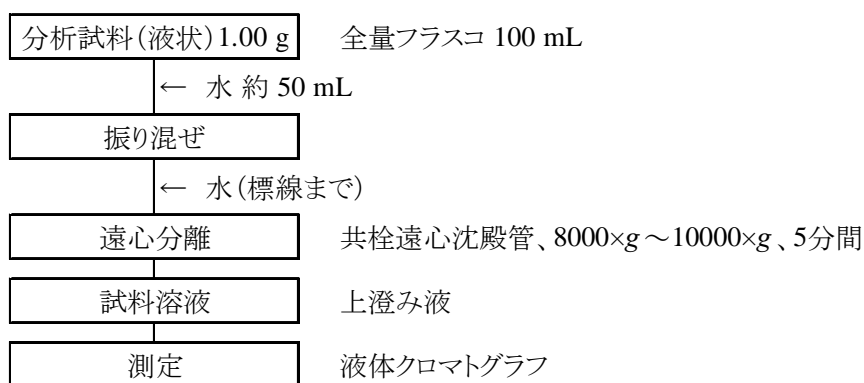 分析試料（液状）1.00 g 全量フラスコ 100 mL
← 水 約 50 mL
振り混ぜ
← 水（標線まで）
遠心分離 共栓遠心沈殿管、8000×g～10000×g、5分間
試料溶液 上澄み液
測定 液体クロマトグラフ